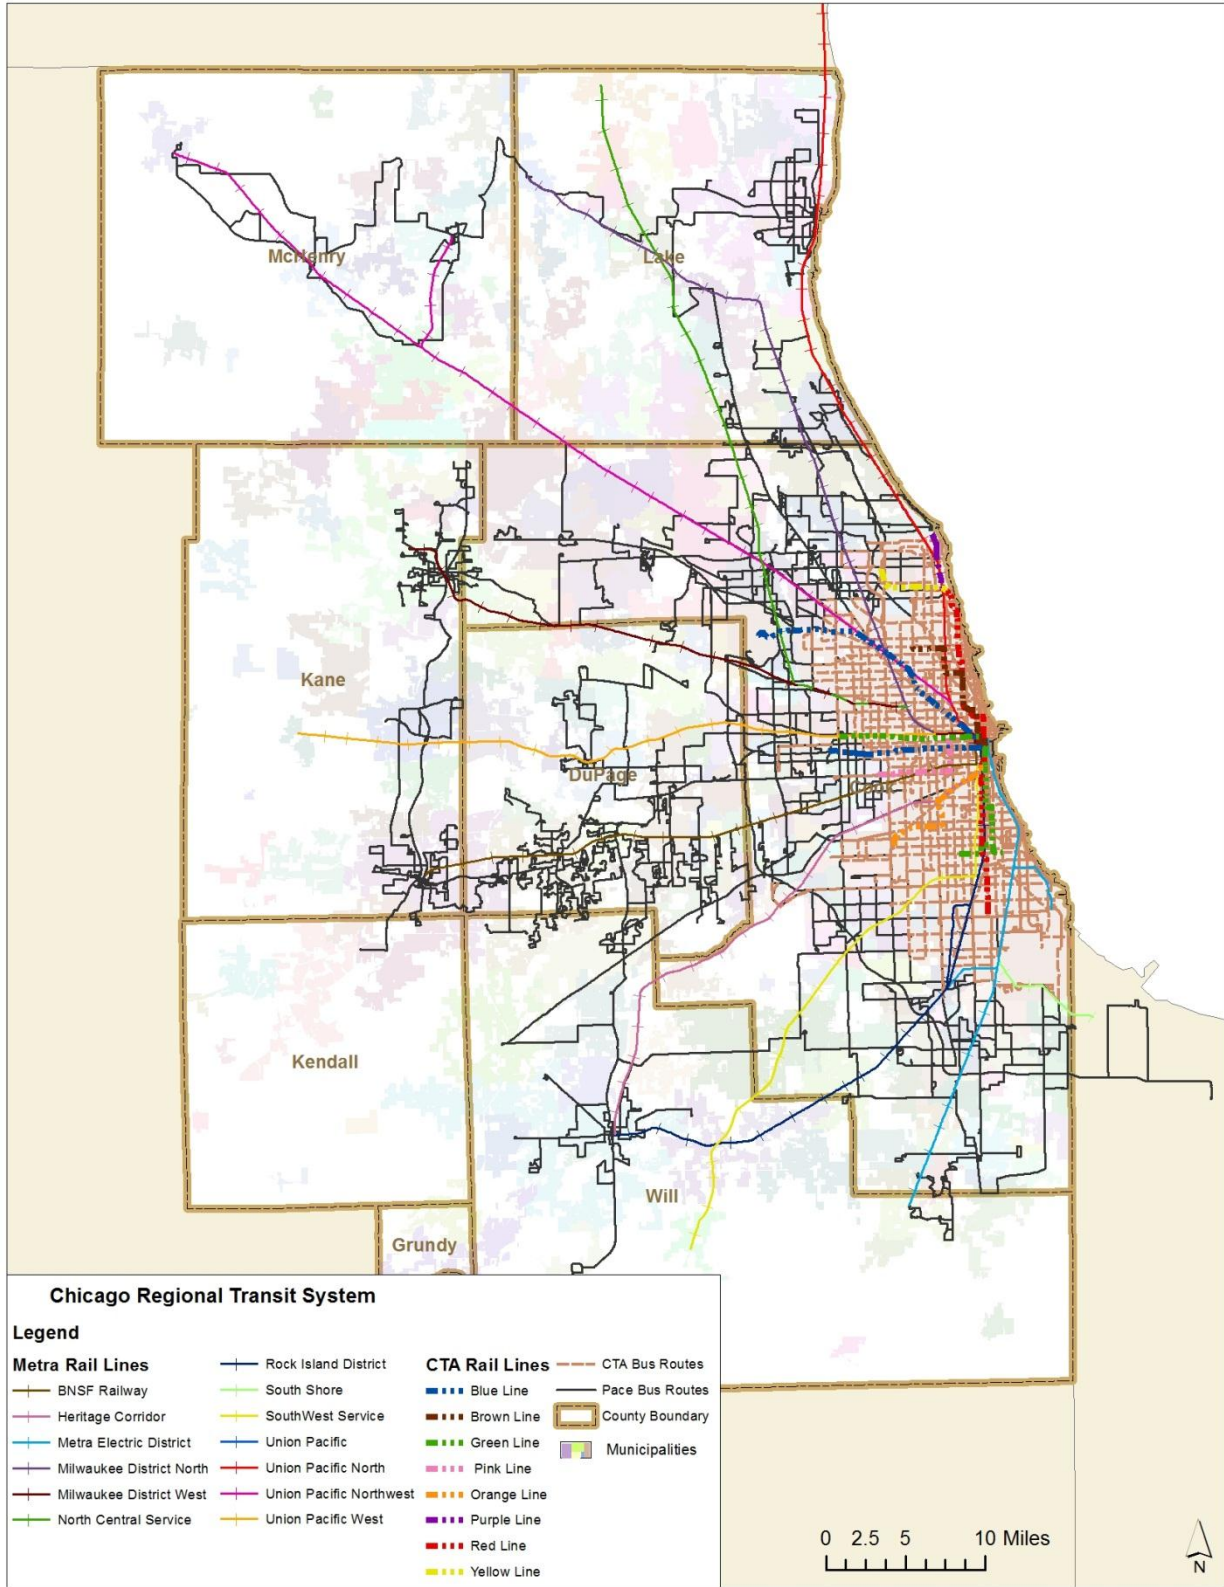 McHenry
Lake
Kane
DuPage
Cook
Kendall
Will
Grundy
Chicago Regional Transit System
Legend
Metra Rail Lines
BNSF Railway
Heritage Corridor
Metra Electric District
Milwaukee District North
Milwaukee District West
North Central Service
Rock Island District
South Shore
SouthWest Service
Union Pacific
Union Pacific North
Union Pacific Northwest
Union Pacific West
CTA Rail Lines
Blue Line
Brown Line
Green Line
Pink Line
Orange Line
Purple Line
Red Line
Yellow Line
CTA Bus Routes
Pace Bus Routes
County Boundary
Municipalities
0 2.5 5 10 Miles
N